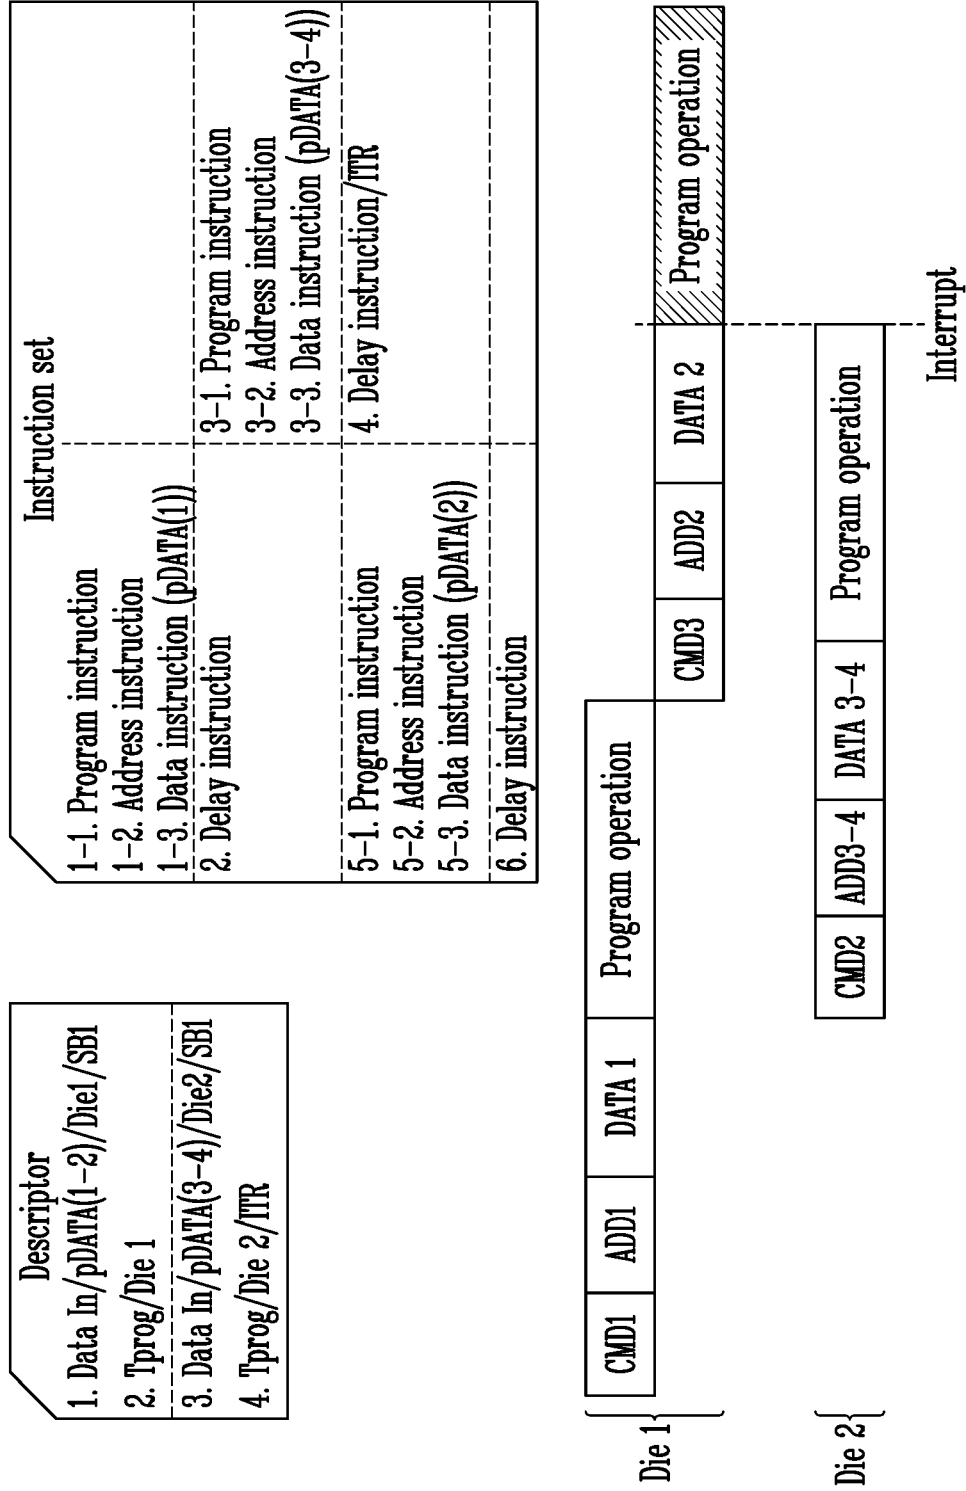 Descriptor
1. Data In/pDATA(1-2)/Die1/SB1
2. Tprog/Die 1
3. Data In/pDATA(3-4)/Die2/SB1
4. Tprog/Die 2/ITR
Instruction set
1-1. Program instruction
1-2. Address instruction
1-3. Data instruction (pDATA(1))
2. Delay instruction
3-1. Program instruction
3-2. Address instruction
3-3. Data instruction (pDATA(3-4))
4. Delay instruction/ITR
5-1. Program instruction
5-2. Address instruction
5-3. Data instruction (pDATA(2))
6. Delay instruction
Die 1
CMD1 ADD1 DATA 1 Program operation
CMD3 ADD2 DATA 2 Program operation
Die 2
CMD2 ADD3-4 DATA 3-4 Program operation
Interrupt